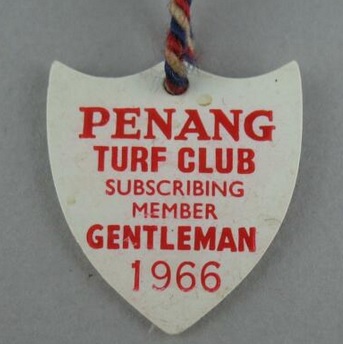 PENANG
TURF CLUB
SUBSCRIBING
MEMBER
GENTLEMAN
1966